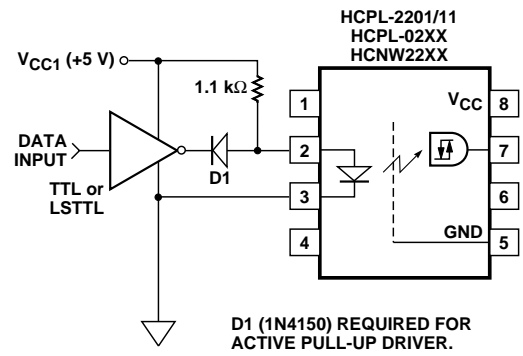 HCPL-2201/11
HCPL-02XX
HCNW22XX
VCC1 (+5 V)
1.1 kΩ
DATA
INPUT
TTL or
LSTTL
D1
1
2
3
4
VCC
8
7
6
GND
5
D1 (1N4150) REQUIRED FOR
ACTIVE PULL-UP DRIVER.